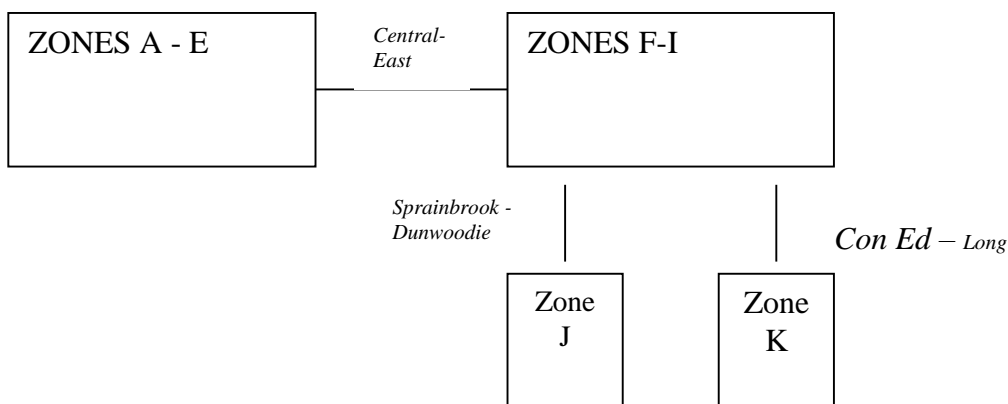 ZONES A - E
Central-
East
ZONES F-I
Sprainbrook -
Dunwoodie
Con Ed – Long
Zone
J
Zone
K